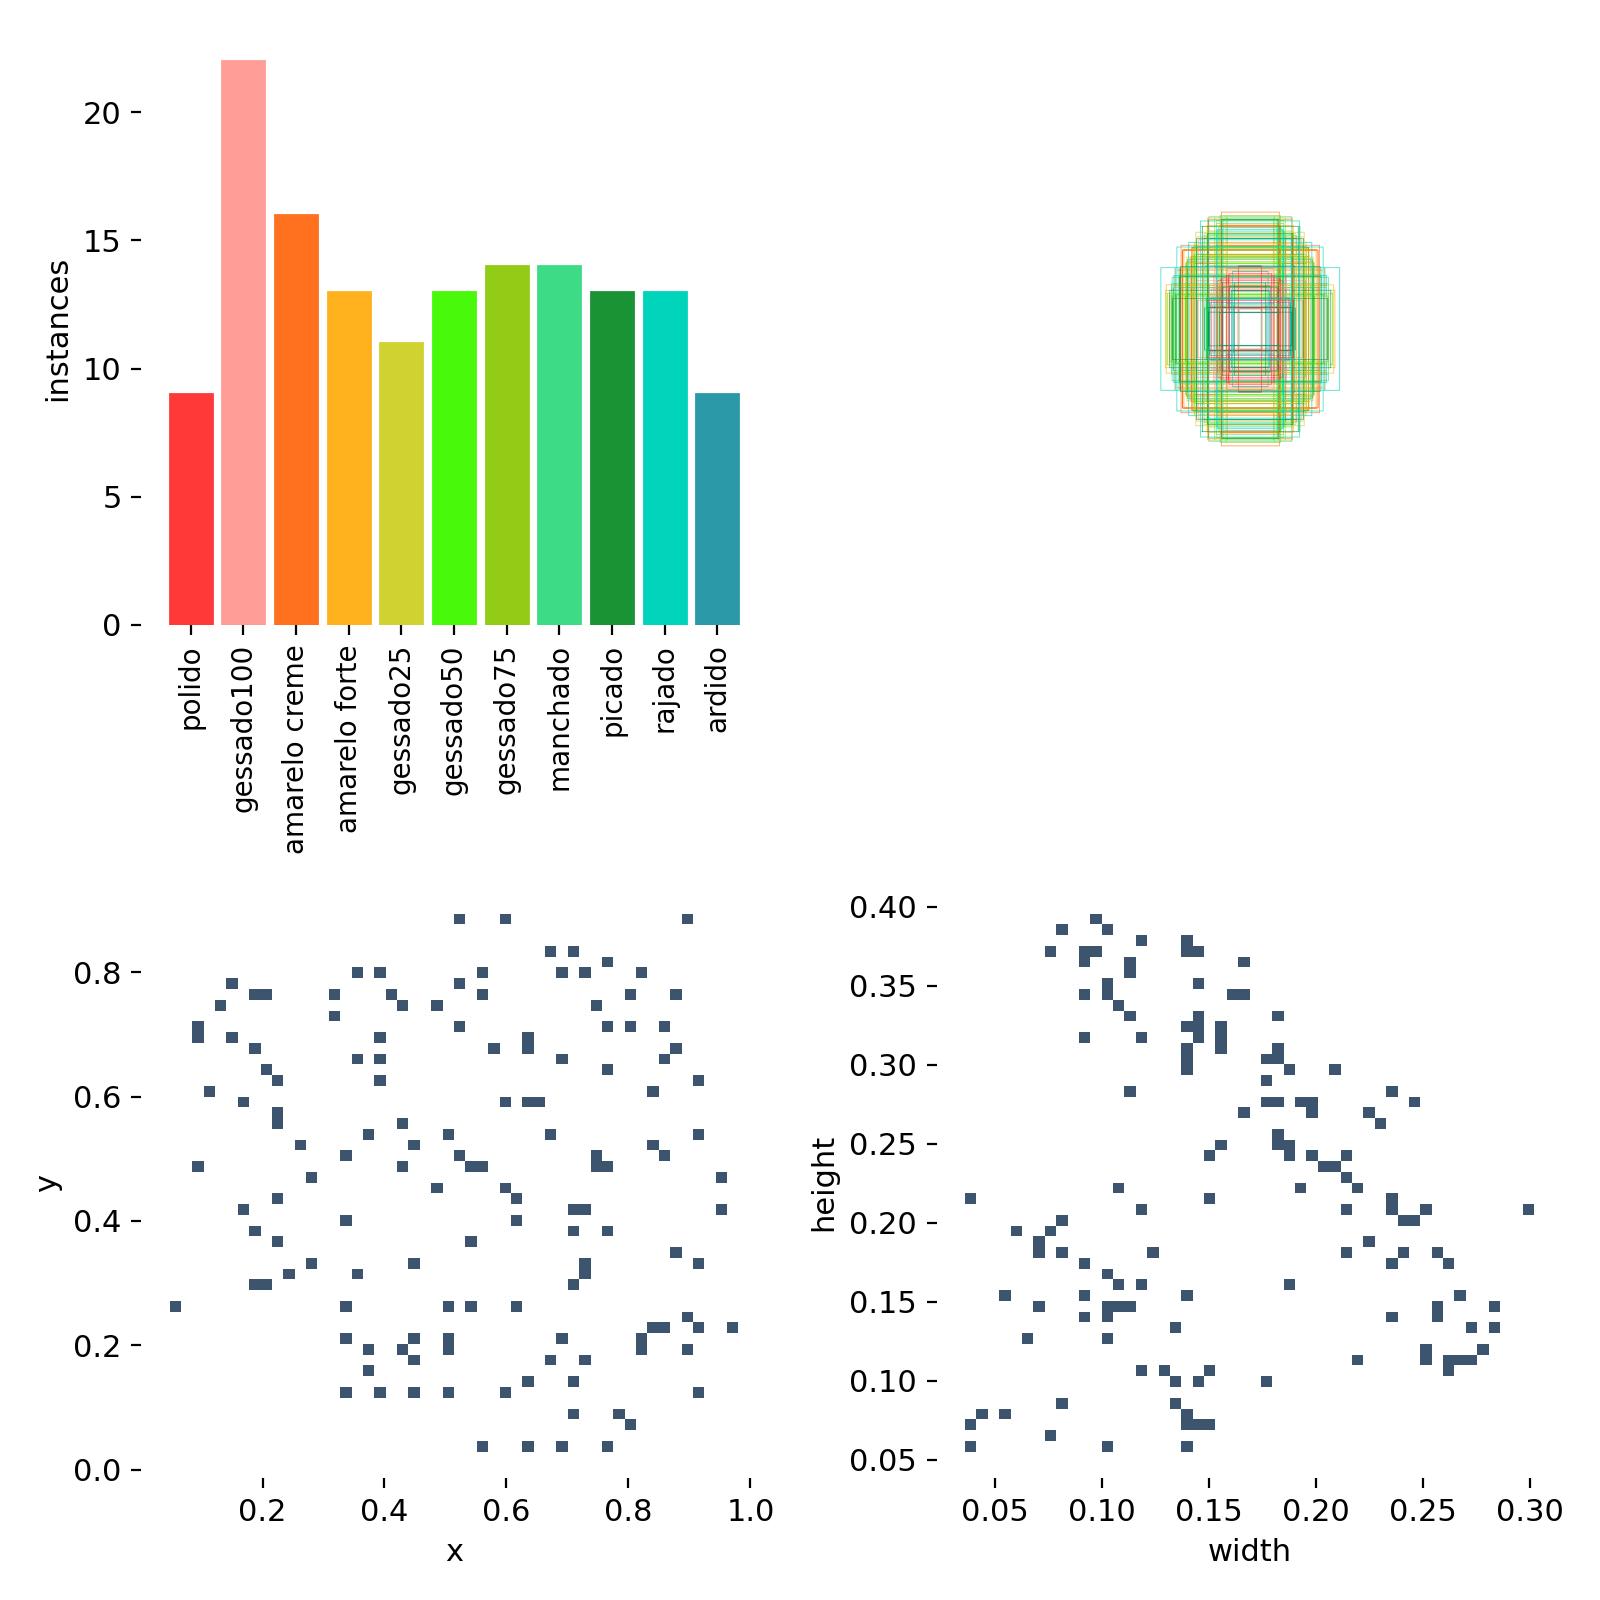 instances
20
15
10
5
0
polido
gessado100
amarelo creme
amarelo forte
gessado25
gessado50
gessado75
manchado
picado
rajado
ardido
y
0.8
0.6
0.4
0.2
0.0
0.2 0.4 0.6 0.8 1.0
x
height
0.40
0.35
0.30
0.25
0.20
0.15
0.10
0.05
0.05 0.10 0.15 0.20 0.25 0.30
width